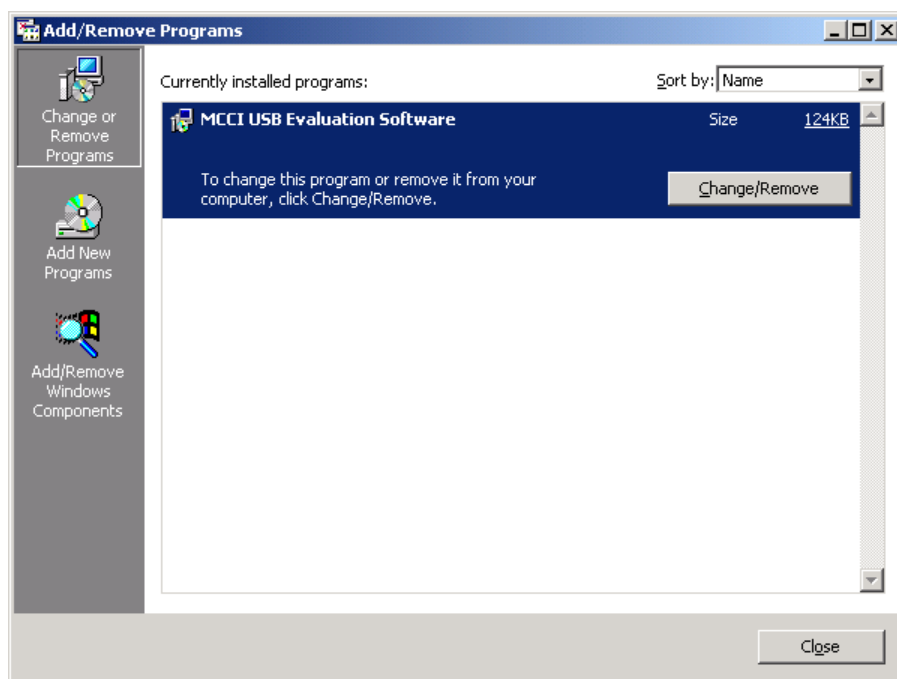 Add/Remove Programs
Change or
Remove
Programs
Add New
Programs
Add/Remove
Windows
Components
Currently installed programs:
Sort by: Name
MCCI USB Evaluation Software Size 124KB
To change this program or remove it from your
computer, click Change/Remove.
Change/Remove
Close